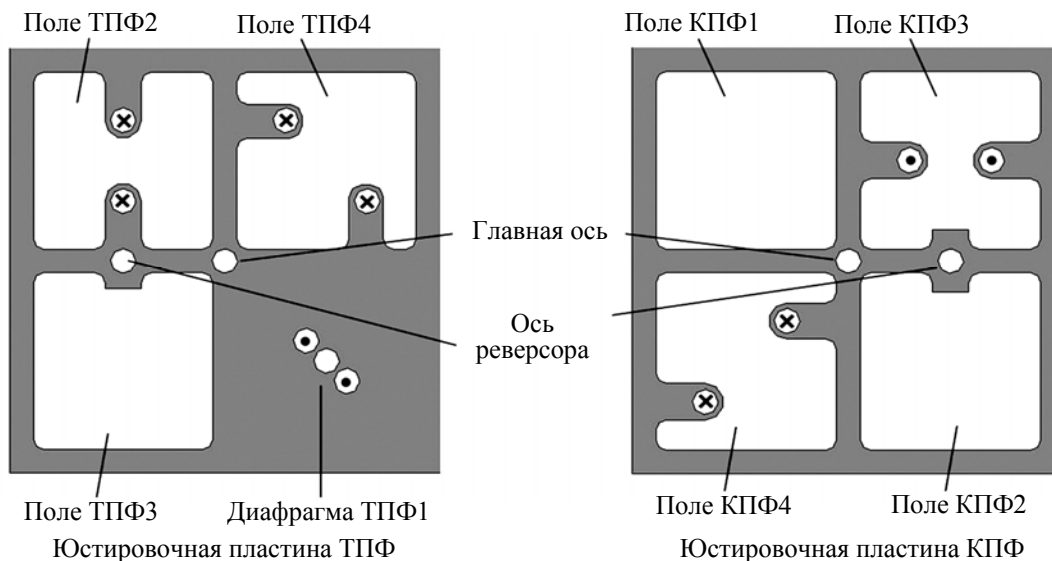 Поле ТПФ2
Поле ТПФ4
Поле КПФ1
Поле КПФ3
Главная ось
Ось
реверсора
Поле ТПФ3
Диафрагма ТПФ1
Поле КПФ4
Поле КПФ2
Юстировочная пластина ТПФ
Юстировочная пластина КПФ